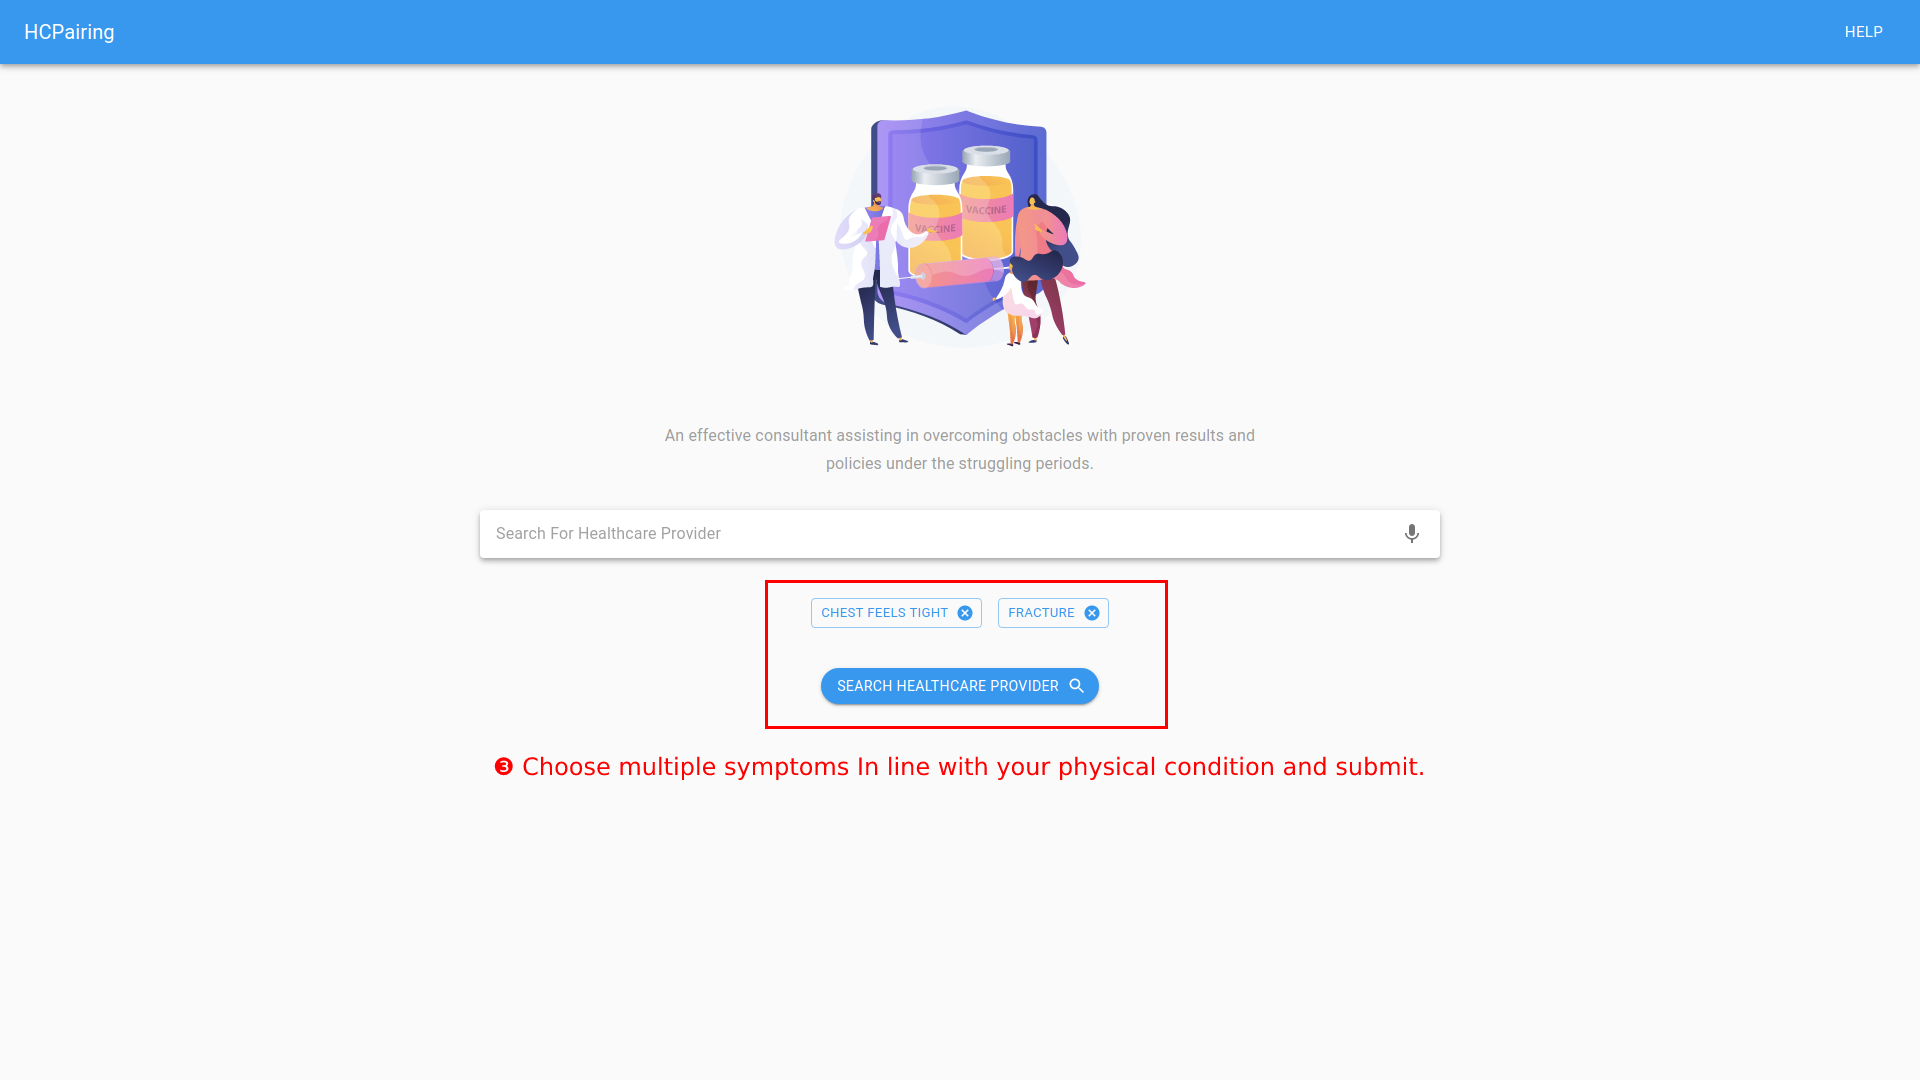 HCPairing
HELP
VACCINE
VACCINE
An effective consultant assisting in overcoming obstacles with proven results and
policies under the struggling periods.
Search For Healthcare Provider
CHEST FEELS TIGHT
FRACTURE
SEARCH HEALTHCARE PROVIDER
❸ Choose multiple symptoms In line with your physical condition and submit.